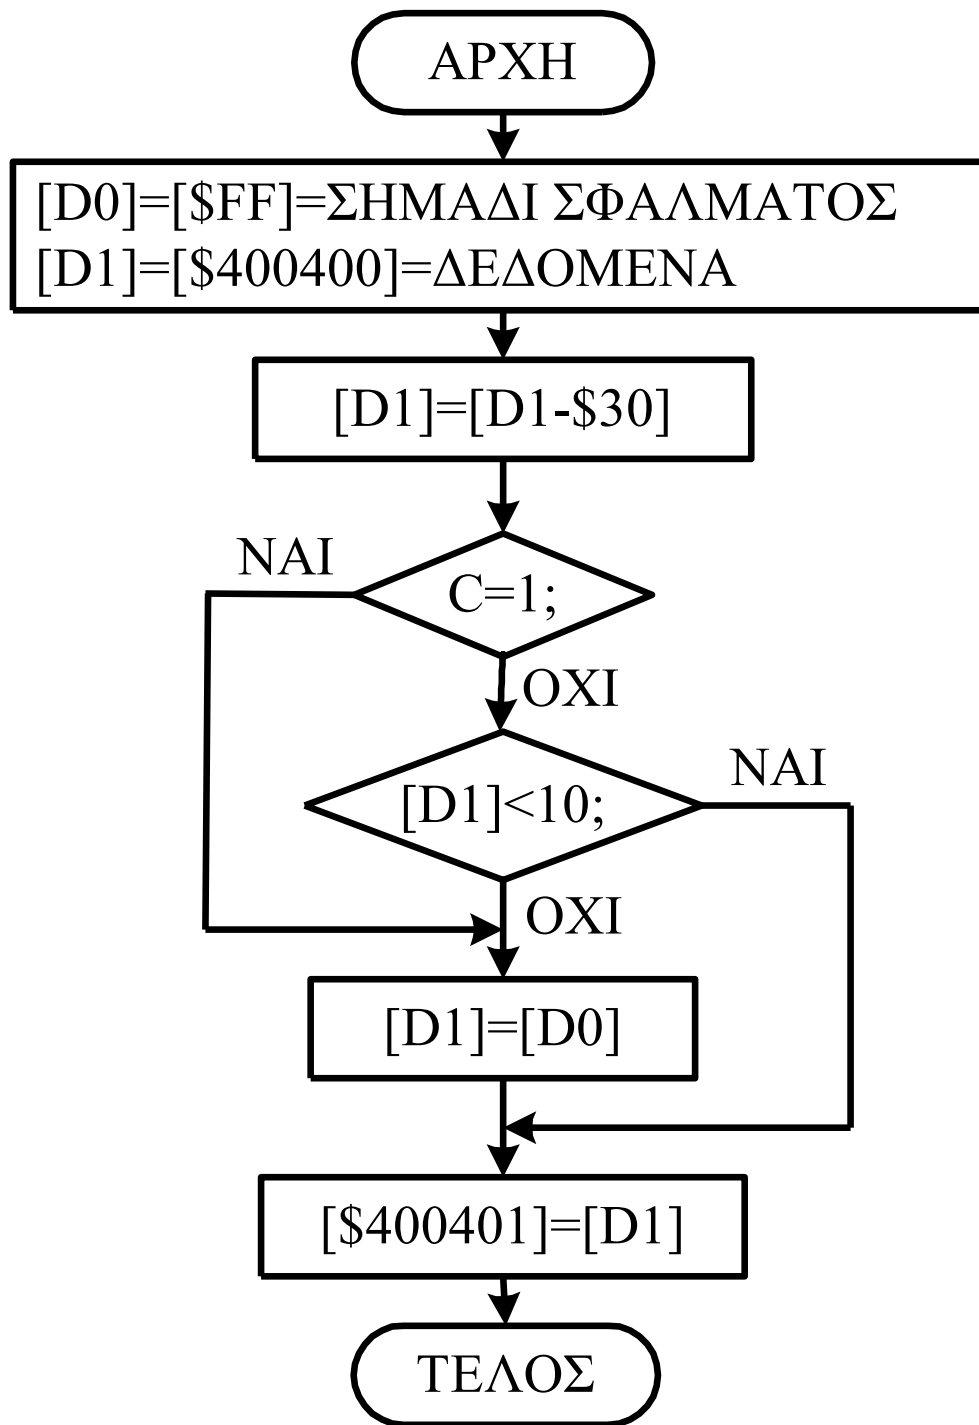 ΑΡΧΗ
[D0]=[$FF]=ΣΗΜΑΔΙ ΣΦΑΛΜΑΤΟΣ
[D1]=[$400400]=ΔΕΔΟΜΕΝΑ
[D1]=[D1-$30]
ΝΑΙ
C=1;
ΟΧΙ
ΝΑΙ
[D1]<10;
ΟΧΙ
[D1]=[D0]
[$400401]=[D1]
ΤΕΛΟΣ